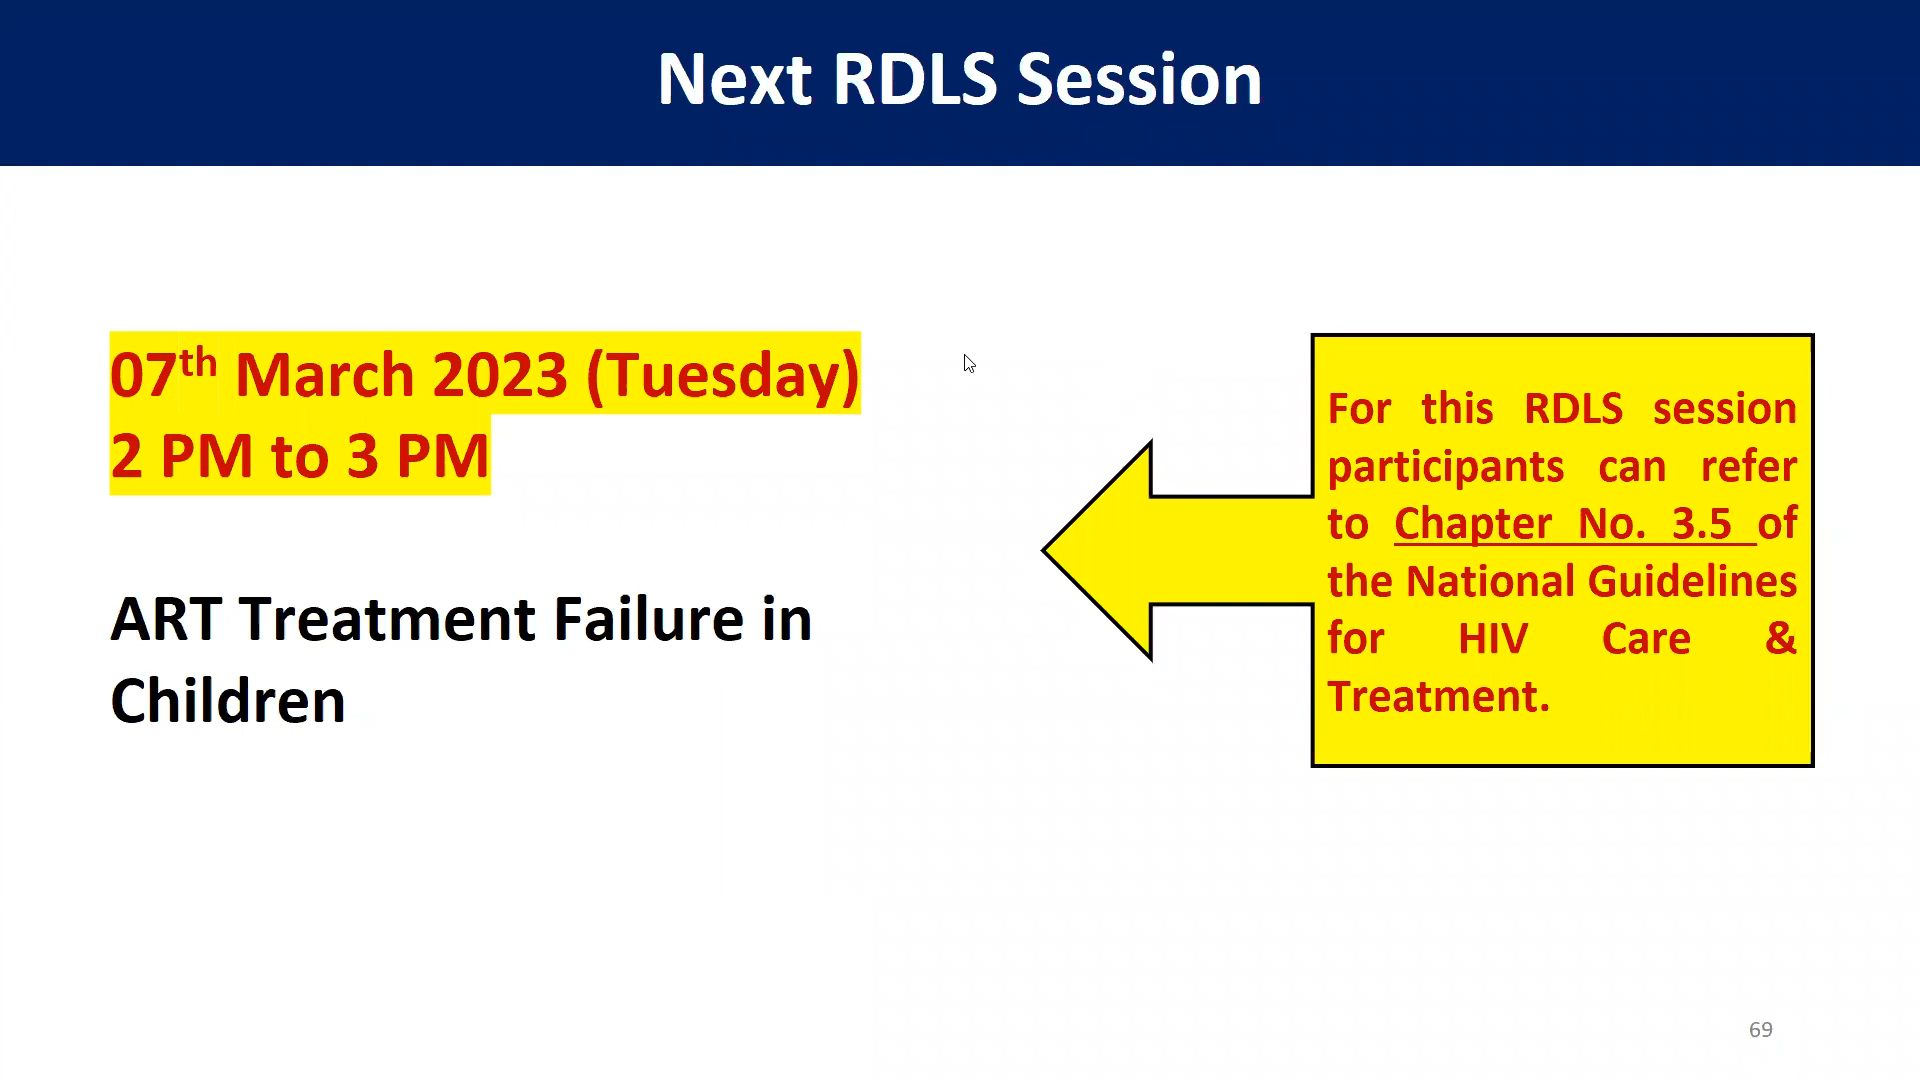 Next RDLS Session
07th March 2023 (Tuesday)
2 PM to 3 PM
ART Treatment Failure in
Children
For this RDLS session
participants can refer
to Chapter No. 3.5 of
the National Guidelines
for HIV Care &
Treatment.
69